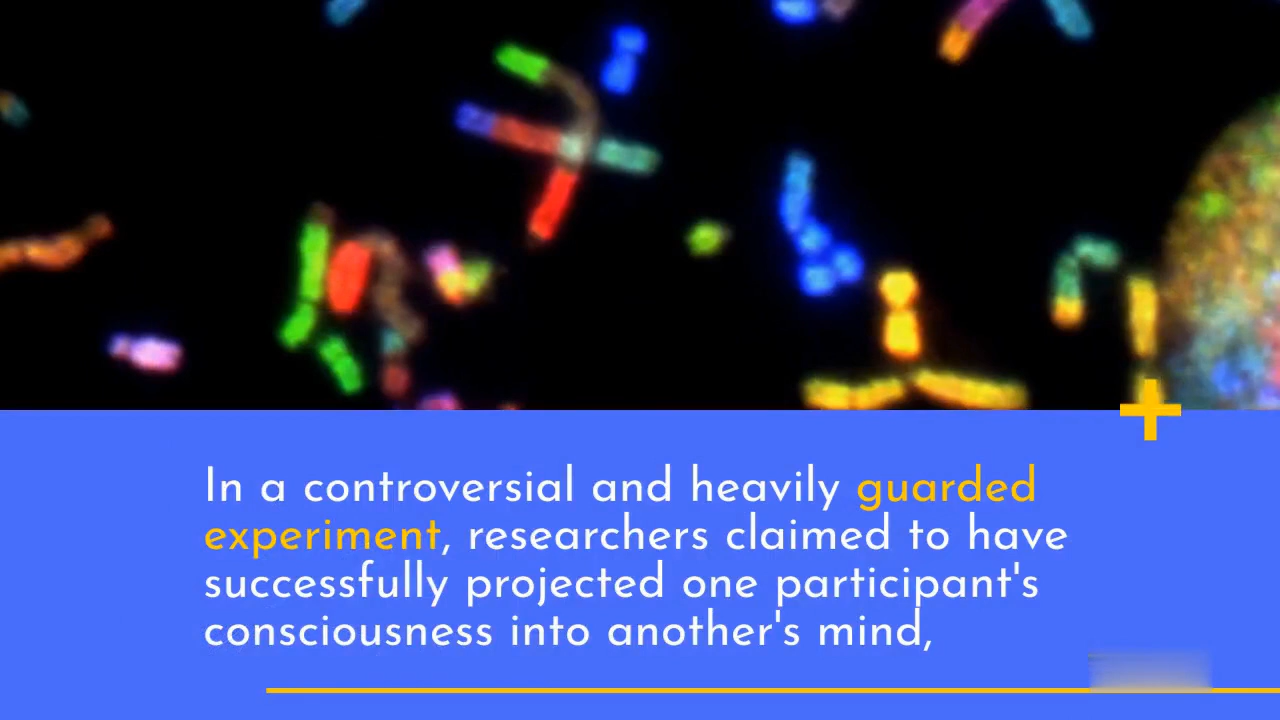 In a controversial and heavily guarded
experiment, researchers claimed to have
successfully projected one participant's
consciousness into another's mind,